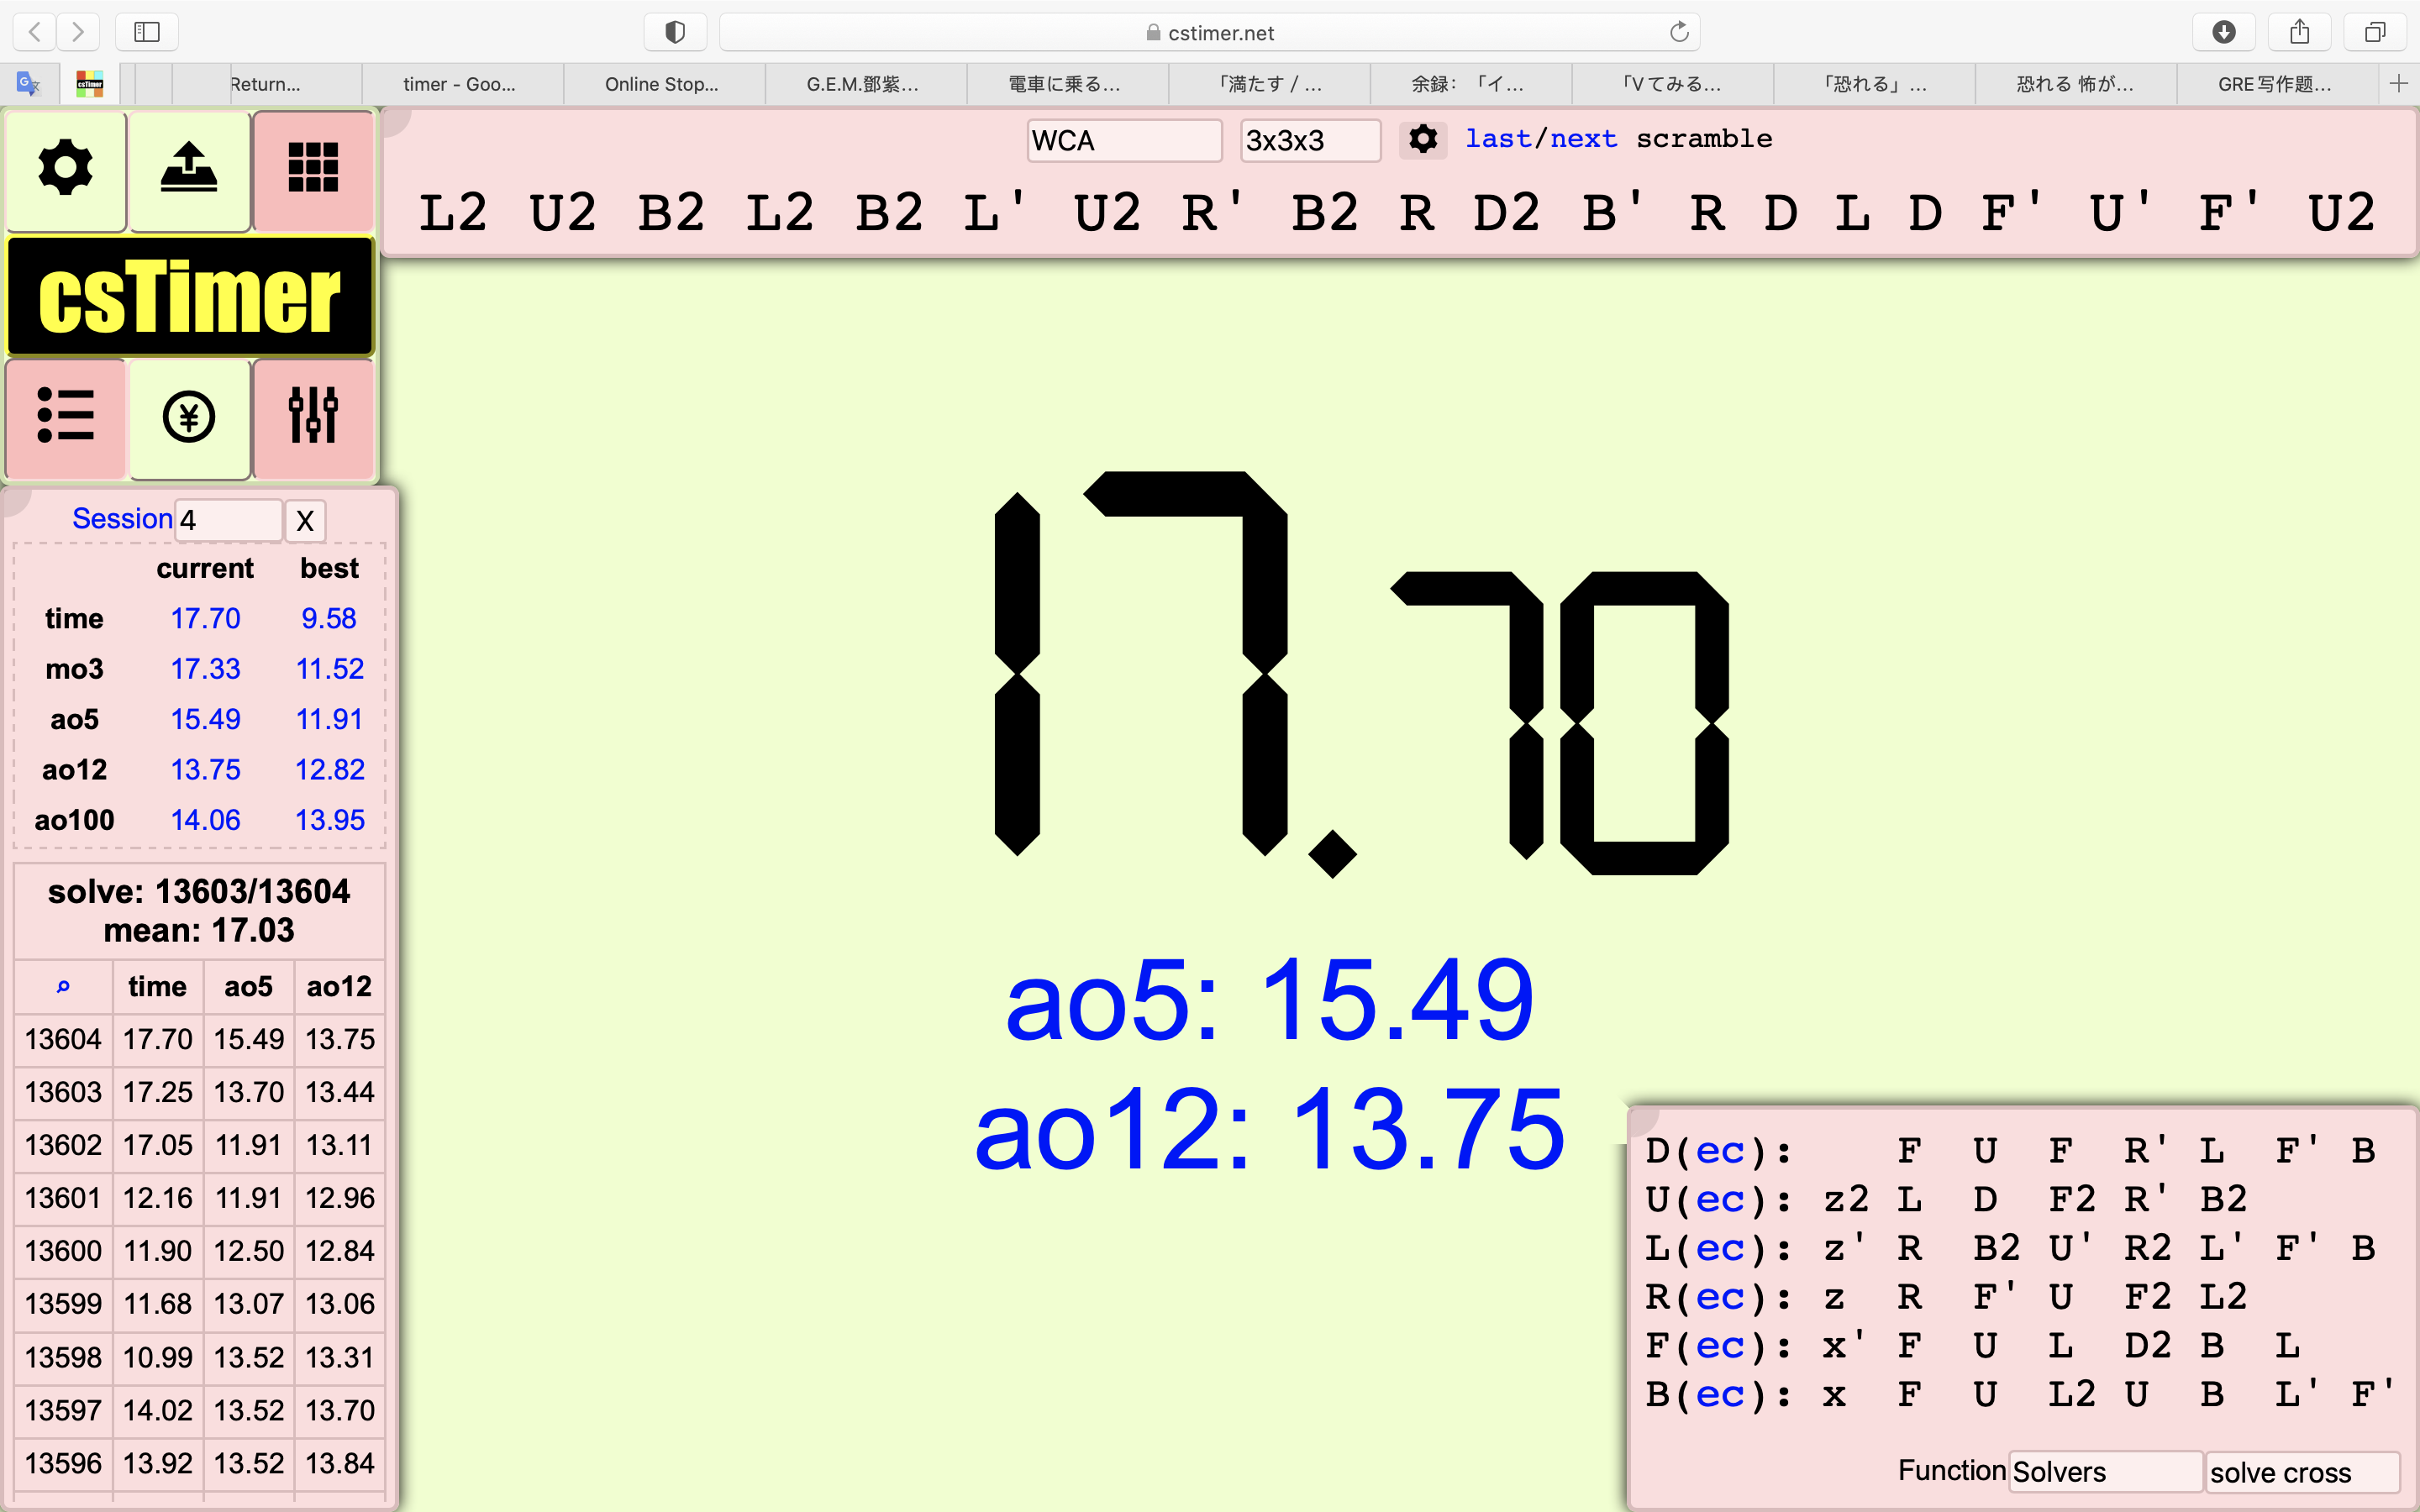 cstimer.net
Return...
timer - Goo...
Online Stop...
G.E.M.鄧紫...
電車に乗る...
「満たす / ...
余録：「イ...
「Vてみる...
「恐れる」...
恐れる 怖が...
GRE写作题...
csTimer
WCA 3x3x3 last/next scramble
L2 U2 B2 L2 B2 L' U2 R' B2 R D2 B' R D L D F' U' F' U2
Session 4 X
current best
time 17.70 9.58
mo3 17.33 11.52
ao5 15.49 11.91
ao12 13.75 12.82
ao100 14.06 13.95
solve: 13603/13604
mean: 17.03
time ao5 ao12
13604 17.70 15.49 13.75
13603 17.25 13.70 13.44
13602 17.05 11.91 13.11
13601 12.16 11.91 12.96
13600 11.90 12.50 12.84
13599 11.68 13.07 13.06
13598 10.99 13.52 13.31
13597 14.02 13.52 13.70
13596 13.92 13.52 13.84
17.70
ao5: 15.49
ao12: 13.75
D(ec): F U F R' L F' B
U(ec): z2 L D F2 R' B2
L(ec): z' R B2 U' R2 L' F' B
R(ec): z R F' U F2 L2
F(ec): x' F U L D2 B L
B(ec): x F U L2 U B L' F'
Function Solvers solve cross